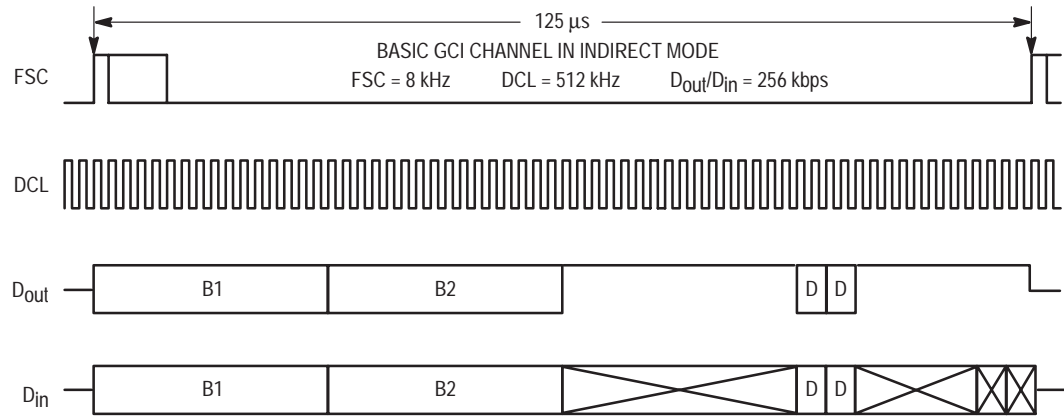 125 μs
BASIC GCI CHANNEL IN INDIRECT MODE
FSC
FSC = 8 kHz DCL = 512 kHz Dout/Din = 256 kbps
DCL
Dout B1 B2 D D
Din B1 B2 D D